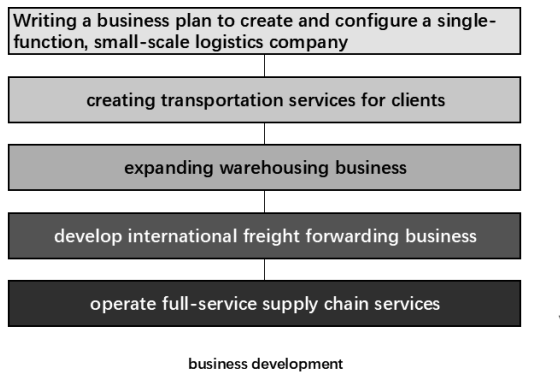 Writing a business plan to create and configure a single-
function, small-scale logistics company
creating transportation services for clients
expanding warehousing business
develop international freight forwarding business
operate full-service supply chain services
business development